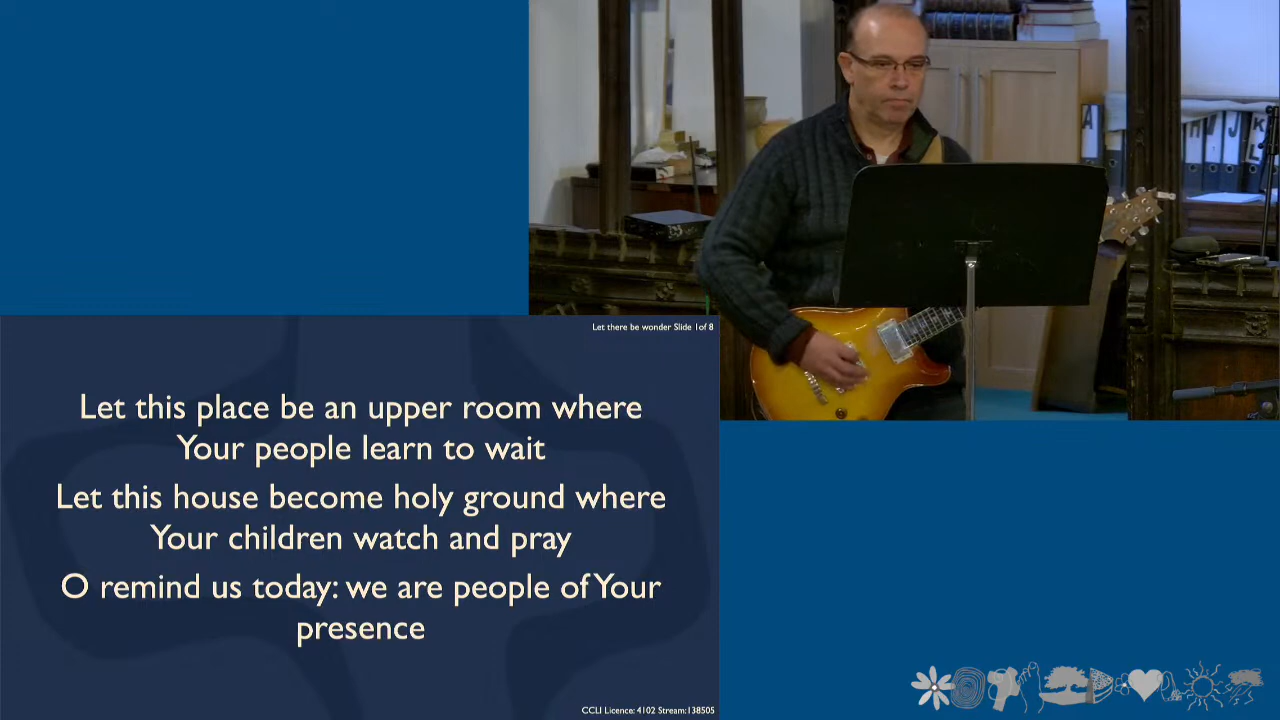 A
H V J K
L
Let there be wonder Slide 1of 8
Let this place be an upper room where
Your people learn to wait
Let this house become holy ground where
Your children watch and pray
O remind us today: we are people of Your
presence
CCLI Licence: 4102 Stream:138505